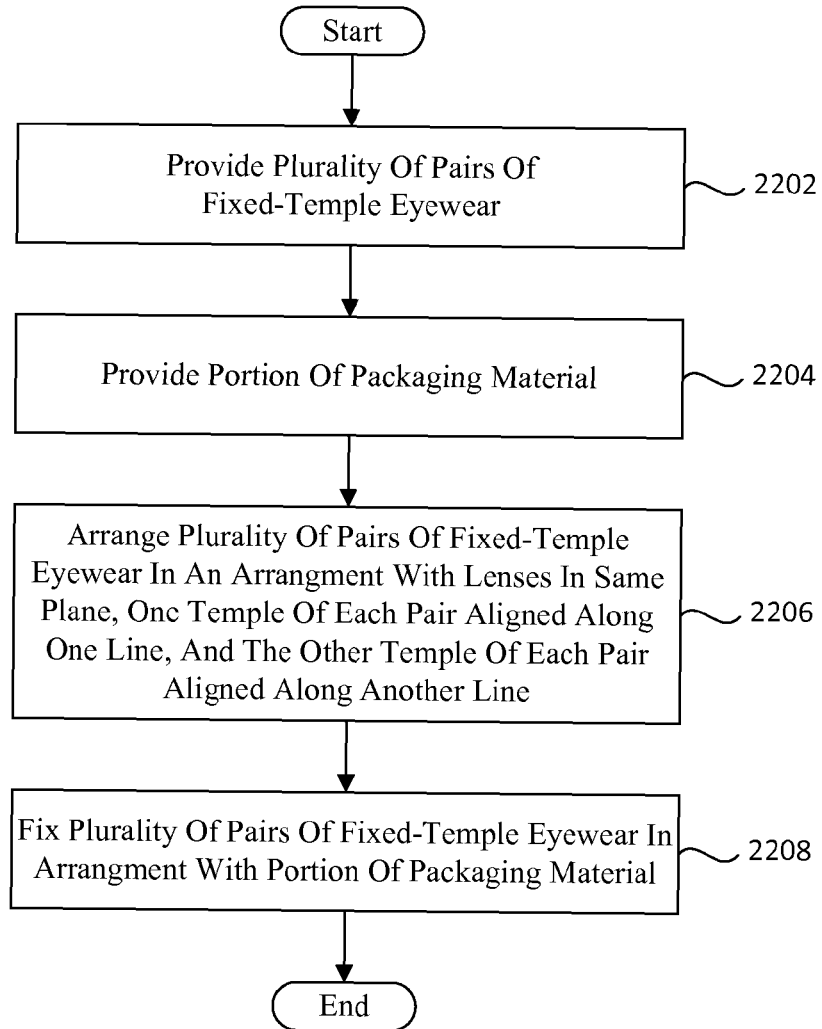 Start
Provide Plurality Of Pairs Of
Fixed-Temple Eyewear
2202
Provide Portion Of Packaging Material
2204
Arrange Plurality Of Pairs Of Fixed-Temple
Eyewear In An Arrangment With Lenses In Same
Plane, One Temple Of Each Pair Aligned Along
One Line, And The Other Temple Of Each Pair
Aligned Along Another Line
2206
Fix Plurality Of Pairs Of Fixed-Temple Eyewear In
Arrangment With Portion Of Packaging Material
2208
End